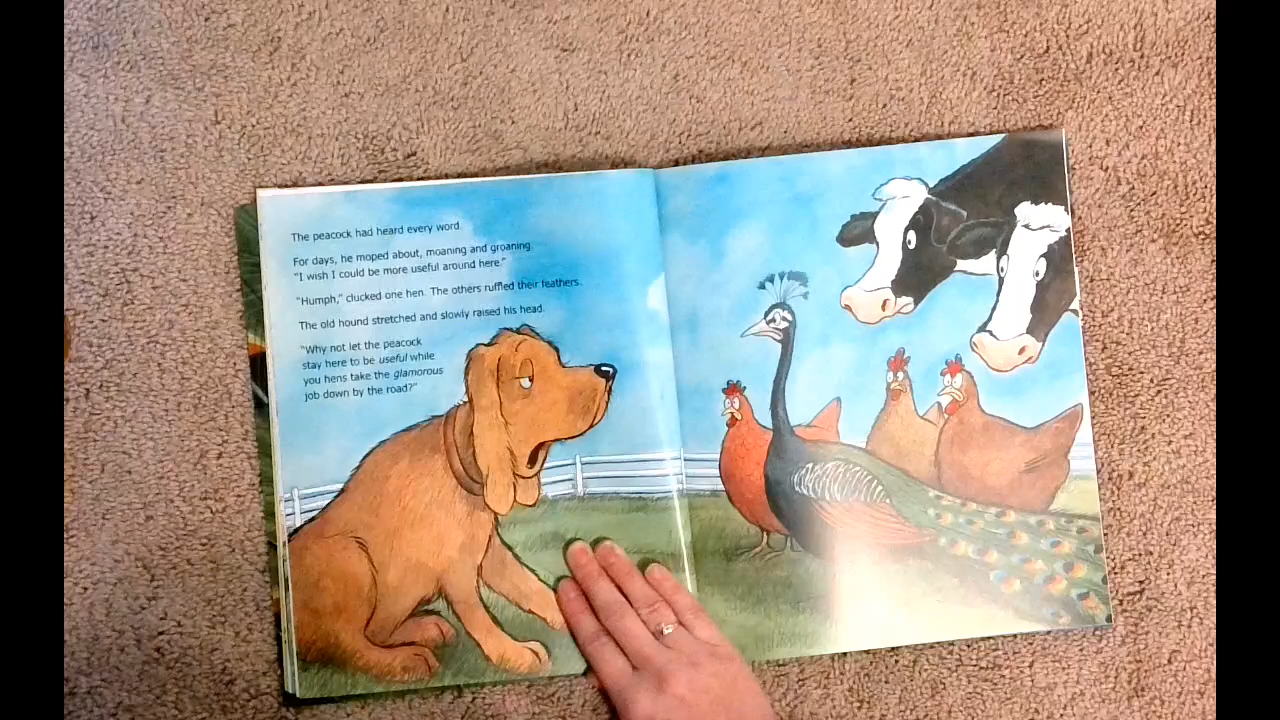 The peacock had heard every word.
For days, he moped about, moaning and groaning.
"I wish I could be more useful around here."
"Humph," clucked one hen. The others ruffled their feathers.
The old hound stretched and slowly raised his head.
"Why not let the peacock
stay here to be useful while
you hens take the glamorous
job down by the road?"